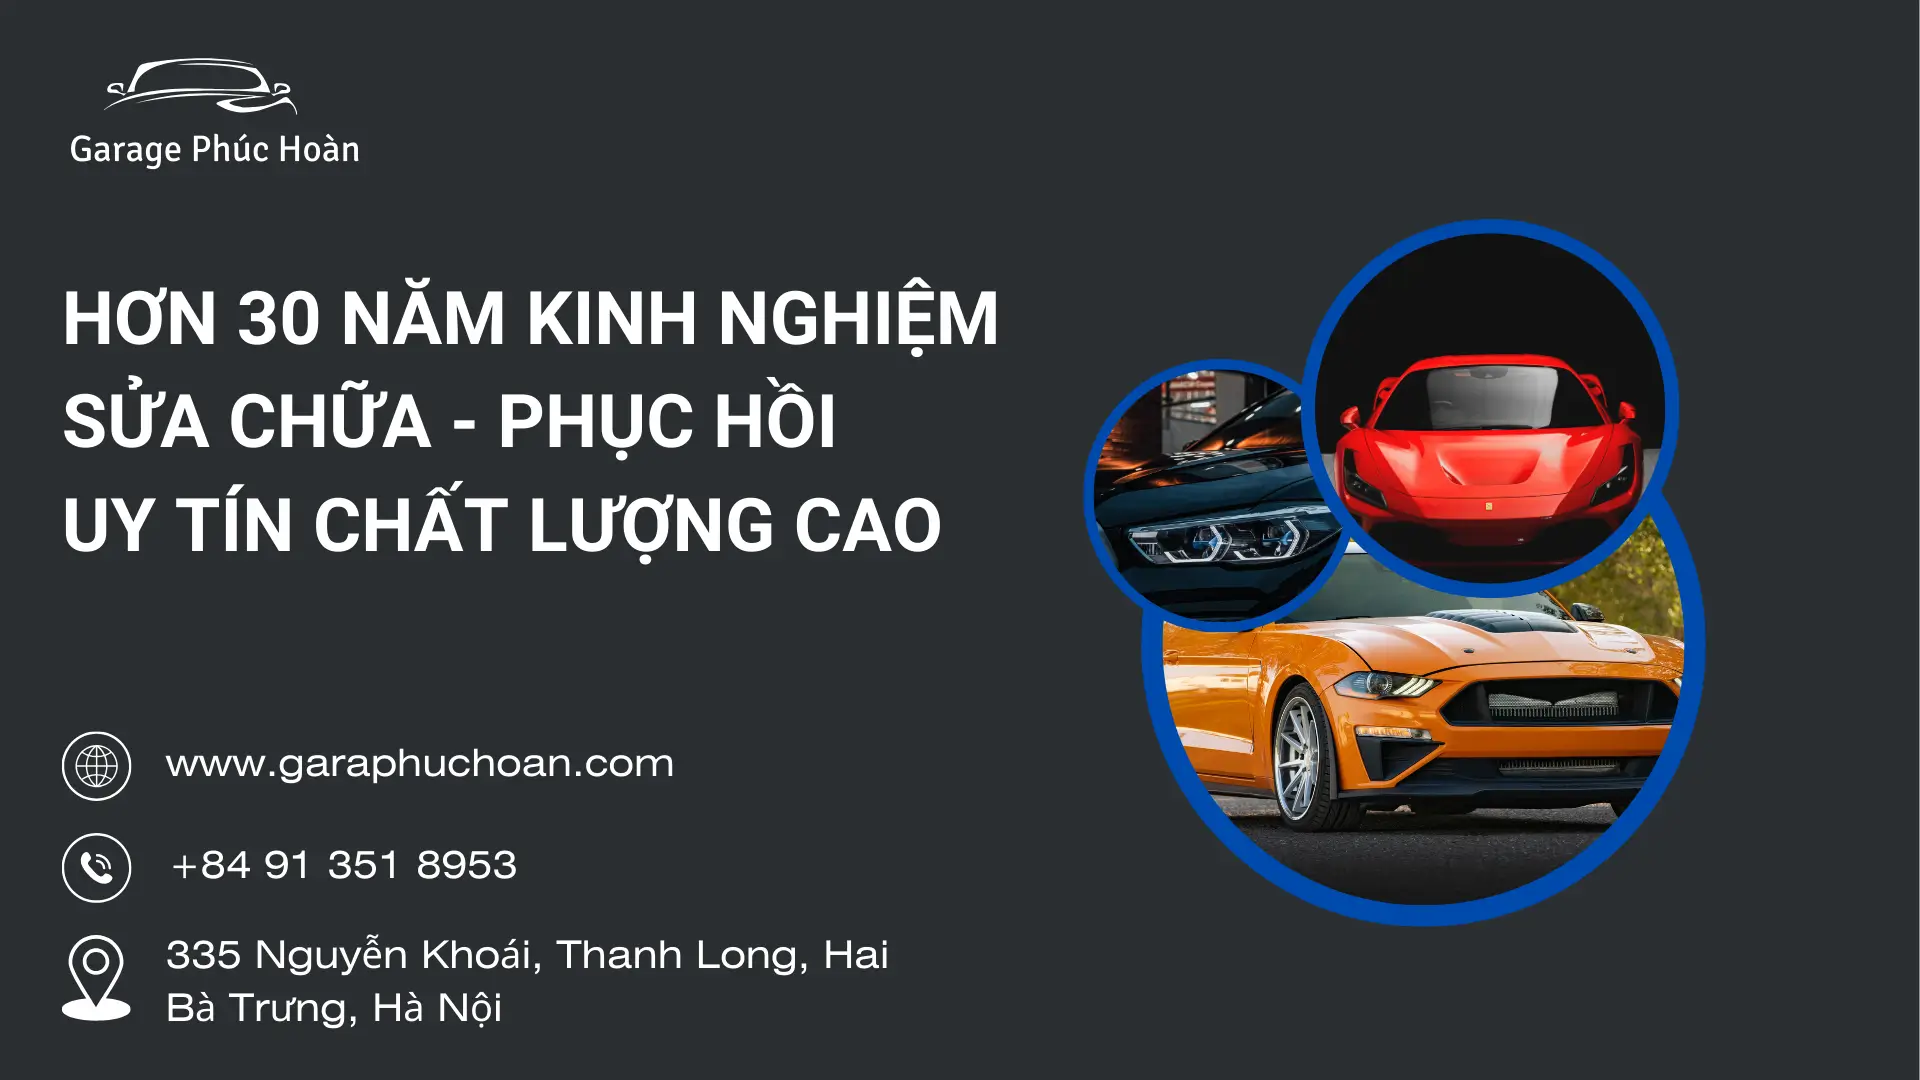 Garage Phúc Hoàn
HƠN 30 NĂM KINH NGHIỆM
SỬA CHỮA - PHỤC HỒI
UY TÍN CHẤT LƯỢNG CAO
www.garaphuchoan.com
+84 91 351 8953
335 Nguyễn Khoái, Thanh Long, Hai
Bà Trưng, Hà Nội